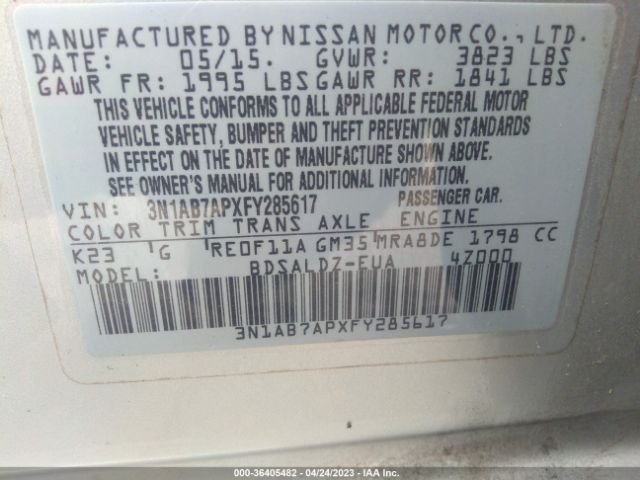 MANUFACTURED BY NISSAN MOTOR CO., LTD.
DATE: 05/15. GVWR: 3823 LBS
GAWR FR: 1995 LBS GAWR RR: 1841 LBS
THIS VEHICLE CONFORMS TO ALL APPLICABLE FEDERAL MOTOR
VEHICLE SAFETY, BUMPER AND THEFT PREVENTION STANDARDS
IN EFFECT ON THE DATE OF MANUFACTURE SHOWN ABOVE.
SEE OWNER'S MANUAL FOR ADDITIONAL INFORMATION.
VIN: 3N1AB7APXFY285617 PASSENGER CAR.
COLOR TRIM TRANS AXLE ENGINE
K23 G RE0F11A GM35 MRA8DE 1798 CC
MODEL: BDSALDZ-EUA 4Z000
3N1AB7APXFY285617
000-36405482 - 04/24/2023 - IAA Inc.